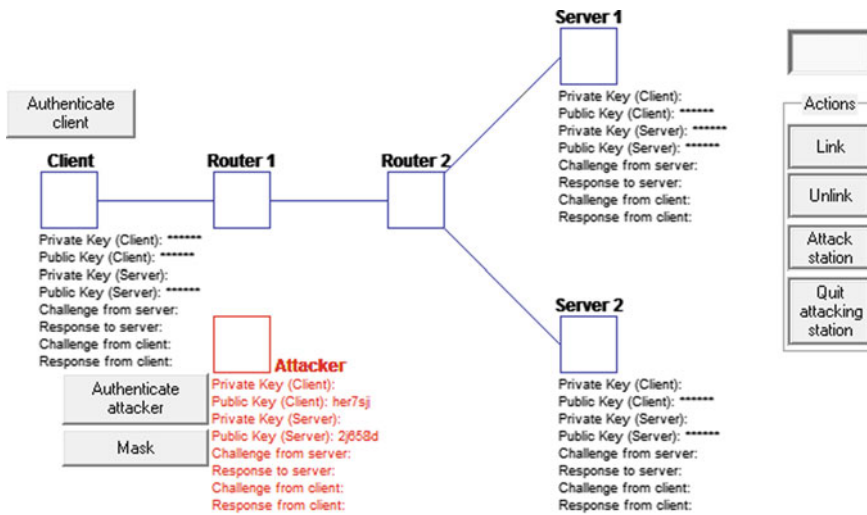 Server 1
Private Key (Client):
Public Key (Client): ******
Private Key (Server): ******
Public Key (Server): ******
Challenge from server:
Response to server:
Challenge from client:
Response from client:
Authenticate
client
Client
Router 1
Router 2
Private Key (Client): ******
Public Key (Client): ******
Private Key (Server):
Public Key (Server): ******
Challenge from server:
Response to server:
Challenge from client:
Response from client:
Attacker
Authenticate
attacker
Mask
Private Key (Client):
Public Key (Client): her7sji
Private Key (Server):
Public Key (Server): 2j658d
Challenge from server:
Response to server:
Challenge from client:
Response from client:
Server 2
Private Key (Client):
Public Key (Client): ******
Private Key (Server):
Public Key (Server): ******
Challenge from server:
Response to server:
Challenge from client:
Response from client:
Actions
Link
Unlink
Attack
station
Quit
attacking
station